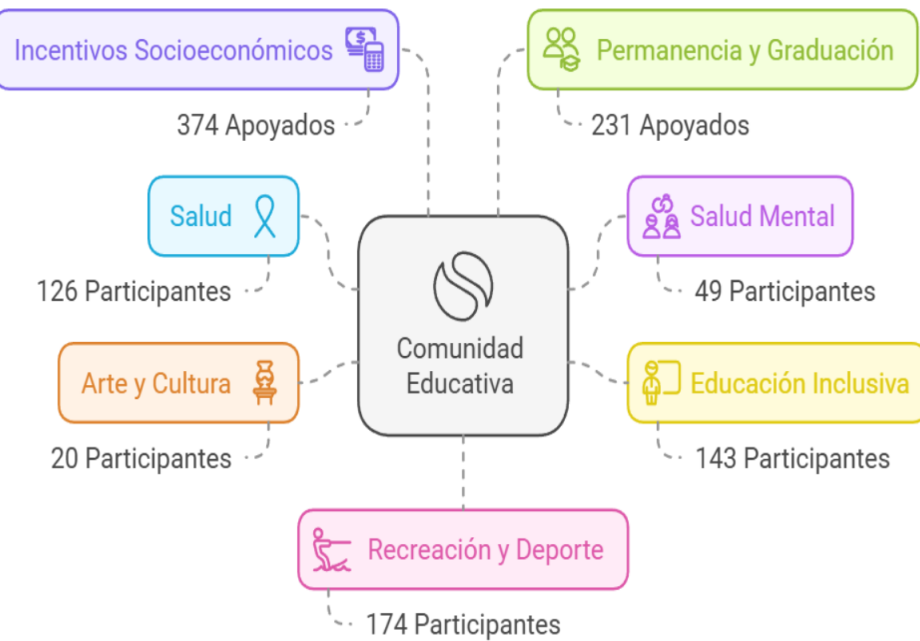 Incentivos Socioeconómicos
374 Apoyados
Permanencia y Graduación
231 Apoyados
Salud
126 Participantes
Salud Mental
49 Participantes
Comunidad
Educativa
Arte y Cultura
20 Participantes
Educación Inclusiva
143 Participantes
Recreación y Deporte
174 Participantes